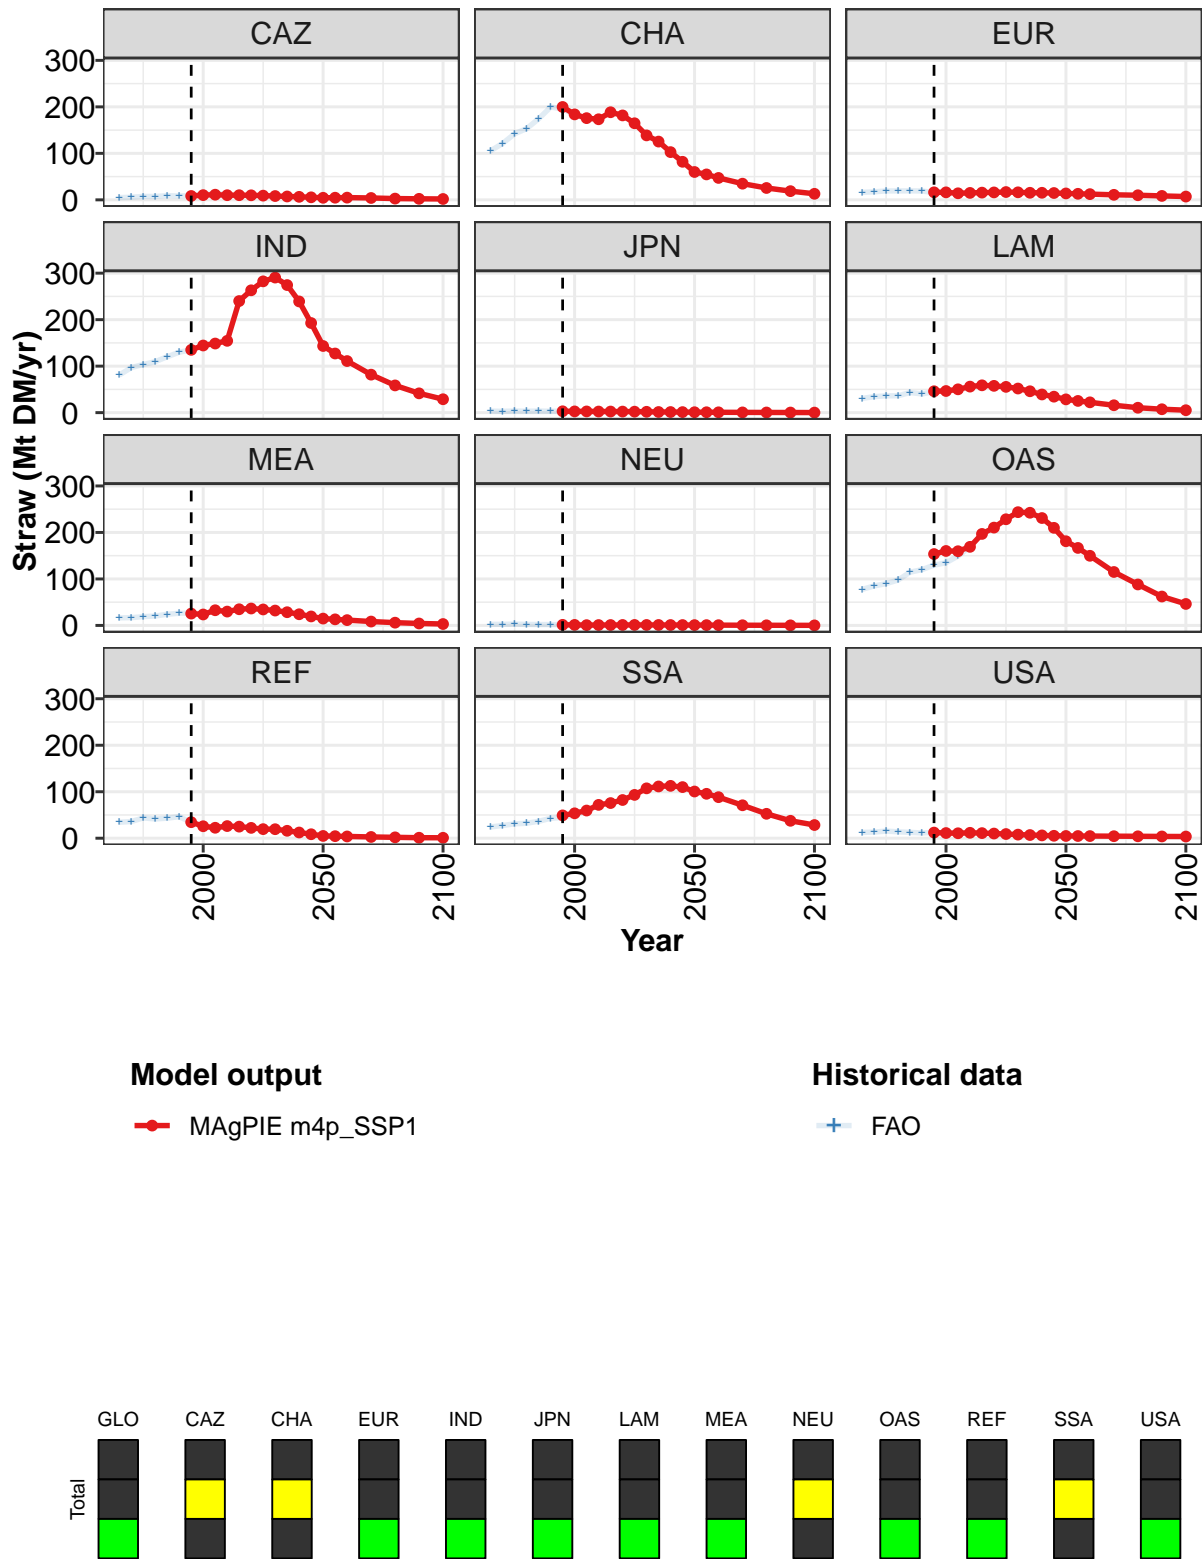 CAZ CHA EUR
300
200
100
0
IND JPN LAM
300
200
100
0
MEA NEU OAS
300
200
100
0
REF SSA USA
300
200
100
0
Straw (Mt DM/yr)
2000 2050 2100 2000 2050 2100 2000 2050 2100
Year
Model output Historical data
MAgPIE m4p_SSP1 FAO
GLO CAZ CHA EUR IND JPN LAM MEA NEU OAS REF SSA USA
Total